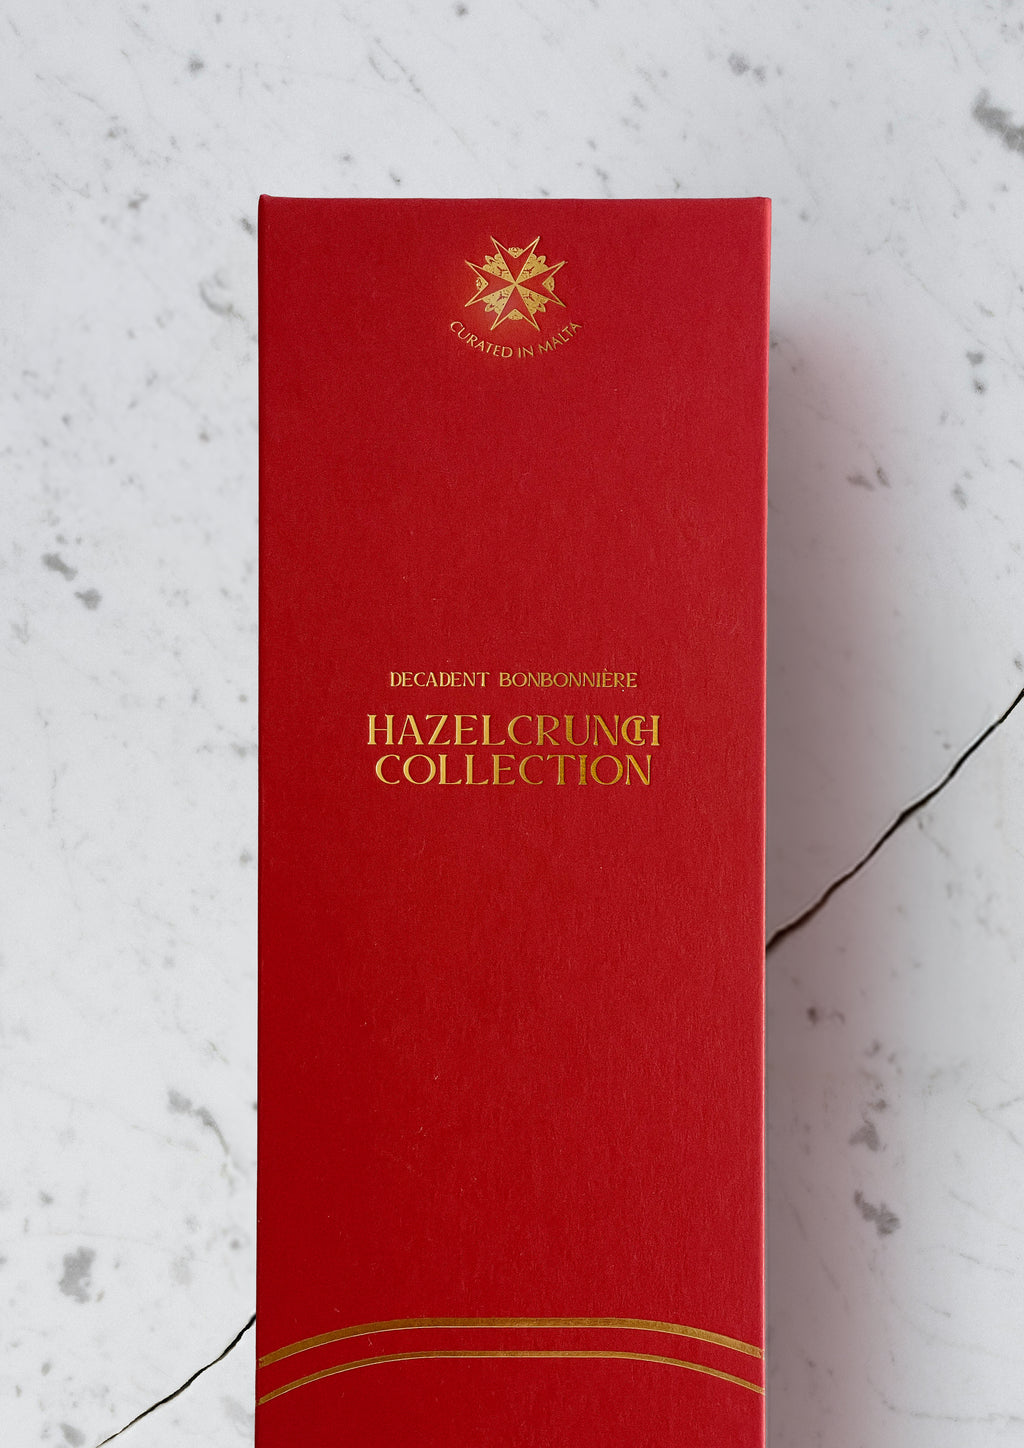 CURATED IN MALTA
DECADENT BONBONNIÈRE
HAZELCRUNCH
COLLECTION